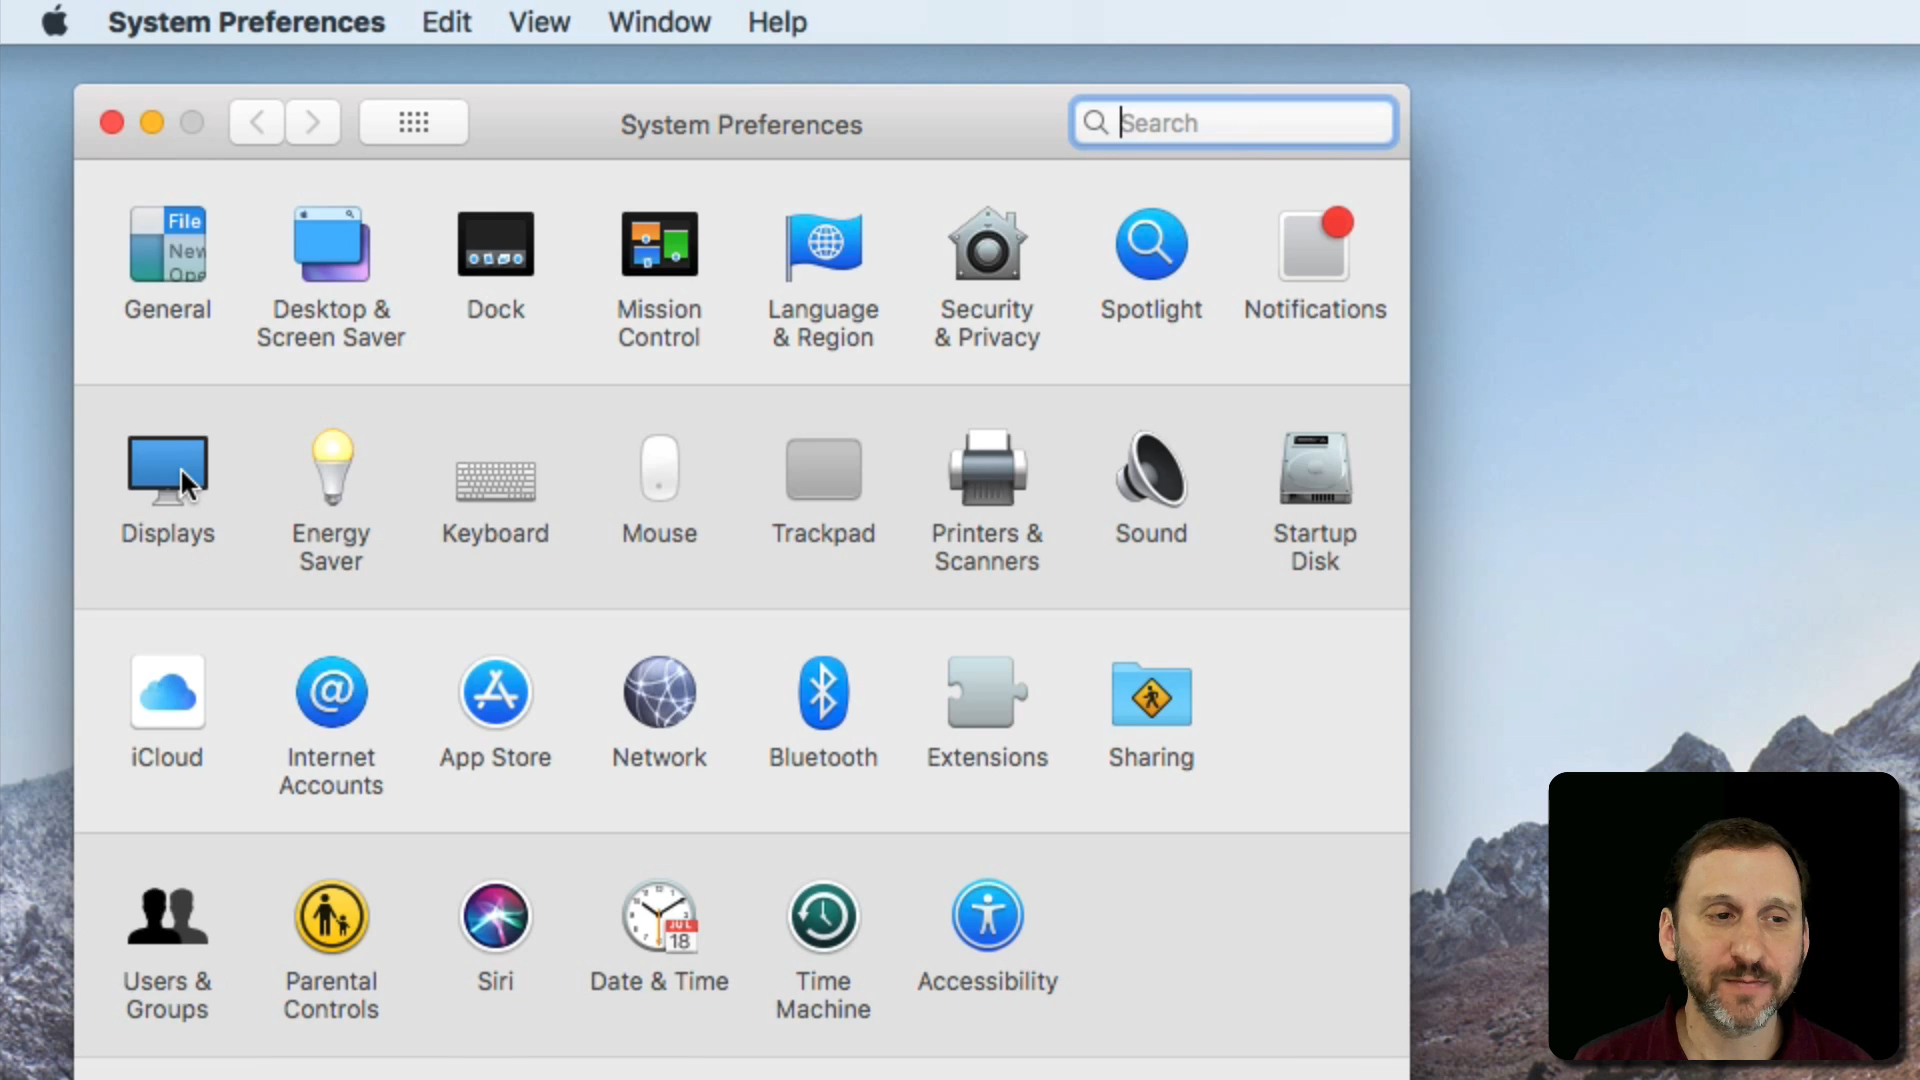 System Preferences Edit View Window Help
System Preferences
Search
File
New
Ope
General
Desktop &
Screen Saver
Dock
Mission
Control
Language
& Region
Security
& Privacy
Spotlight
Notifications
Displays
Energy
Saver
Keyboard
Mouse
Trackpad
Printers &
Scanners
Sound
Startup
Disk
iCloud
Internet
Accounts
App Store
Network
Bluetooth
Extensions
Sharing
JUL
18
Users &
Groups
Parental
Controls
Siri
Date & Time
Time
Machine
Accessibility